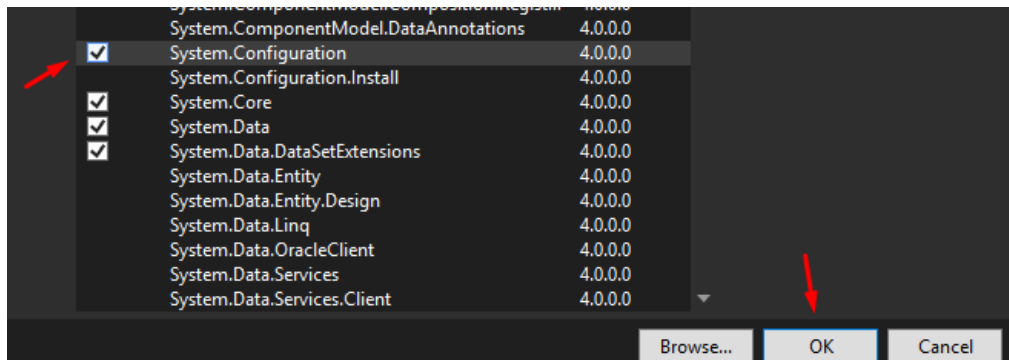 System.ComponentModel.DataAnnotations 4.0.0.0
System.Configuration 4.0.0.0
System.Configuration.Install 4.0.0.0
System.Core 4.0.0.0
System.Data 4.0.0.0
System.Data.DataSetExtensions 4.0.0.0
System.Data.Entity 4.0.0.0
System.Data.Entity.Design 4.0.0.0
System.Data.Linq 4.0.0.0
System.Data.OracleClient 4.0.0.0
System.Data.Services 4.0.0.0
System.Data.Services.Client 4.0.0.0
Browse... OK Cancel